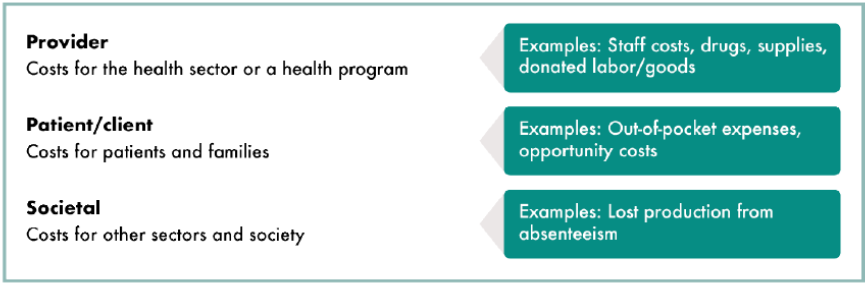 Provider
Costs for the health sector or a health program
Examples: Staff costs, drugs, supplies,
donated labor/goods
Patient/client
Costs for patients and families
Examples: Out-of-pocket expenses,
opportunity costs
Societal
Costs for other sectors and society
Examples: Lost production from
absenteeism